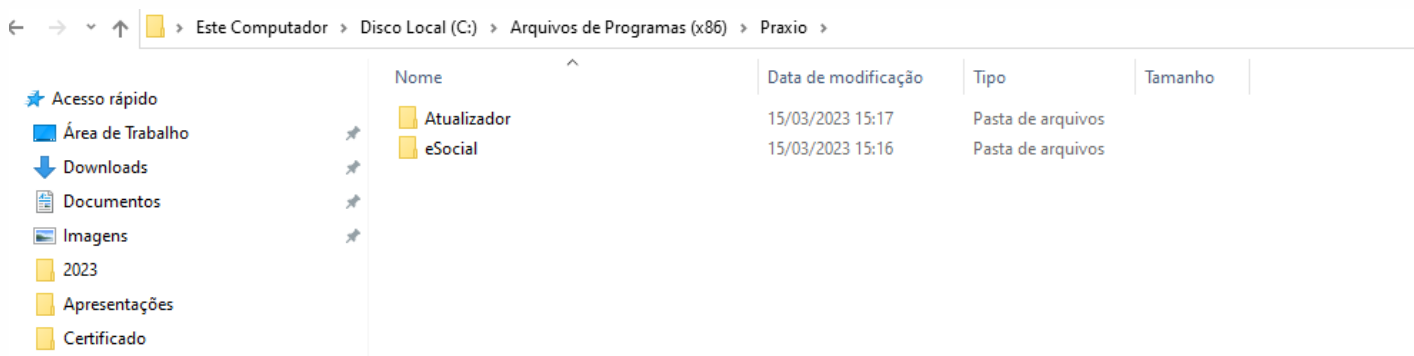 Este Computador > Disco Local (C:) > Arquivos de Programas (x86) > Praxio >
Nome Data de modificação Tipo Tamanho
Acesso rápido
Área de Trabalho
Downloads
Documentos
Imagens
2023
Apresentações
Certificado
Atualizador 15/03/2023 15:17 Pasta de arquivos
eSocial 15/03/2023 15:16 Pasta de arquivos